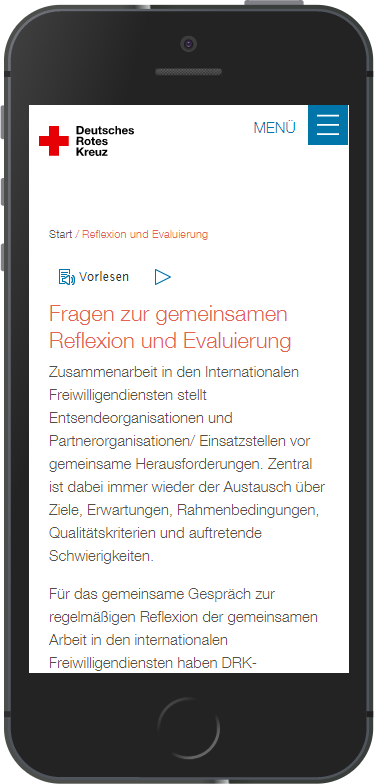 Deutsches
Rotes
Kreuz
MENÜ
Start / Reflexion und Evaluierung
Vorlesen
Fragen zur gemeinsamen
Reflexion und Evaluierung
Zusammenarbeit in den Internationalen
Freiwilligendiensten stellt
Entsendeorganisationen und
Partnerorganisationen/ Einsatzstellen vor
gemeinsame Herausforderungen. Zentral
ist dabei immer wieder der Austausch über
Ziele, Erwartungen, Rahmenbedingungen,
Qualitätskriterien und auftretende
Schwierigkeiten.
Für das gemeinsame Gespräch zur
regelmäßigen Reflexion der gemeinsamen
Arbeit in den internationalen
Freiwilligendiensten haben DRK-